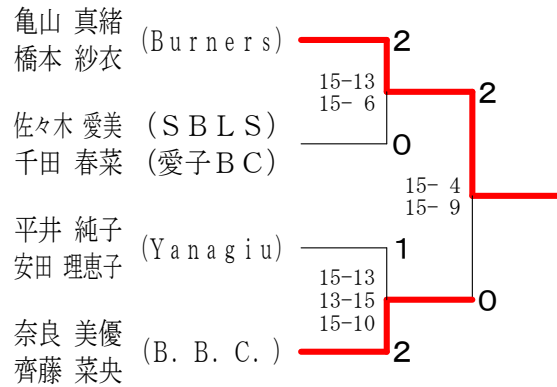 亀山 真緒
橋本 紗衣
(Burners)
2
15-13
15- 6
佐々木 愛美 (ＳＢＬＳ)
千田 春菜 (愛子ＢＣ)
0
2
15- 4
15- 9
平井 純子
安田 理恵子
(Yanagiu)
1
15-13
13-15
15-10
0
奈良 美優
齊藤 菜央
(B. B. C. )
2